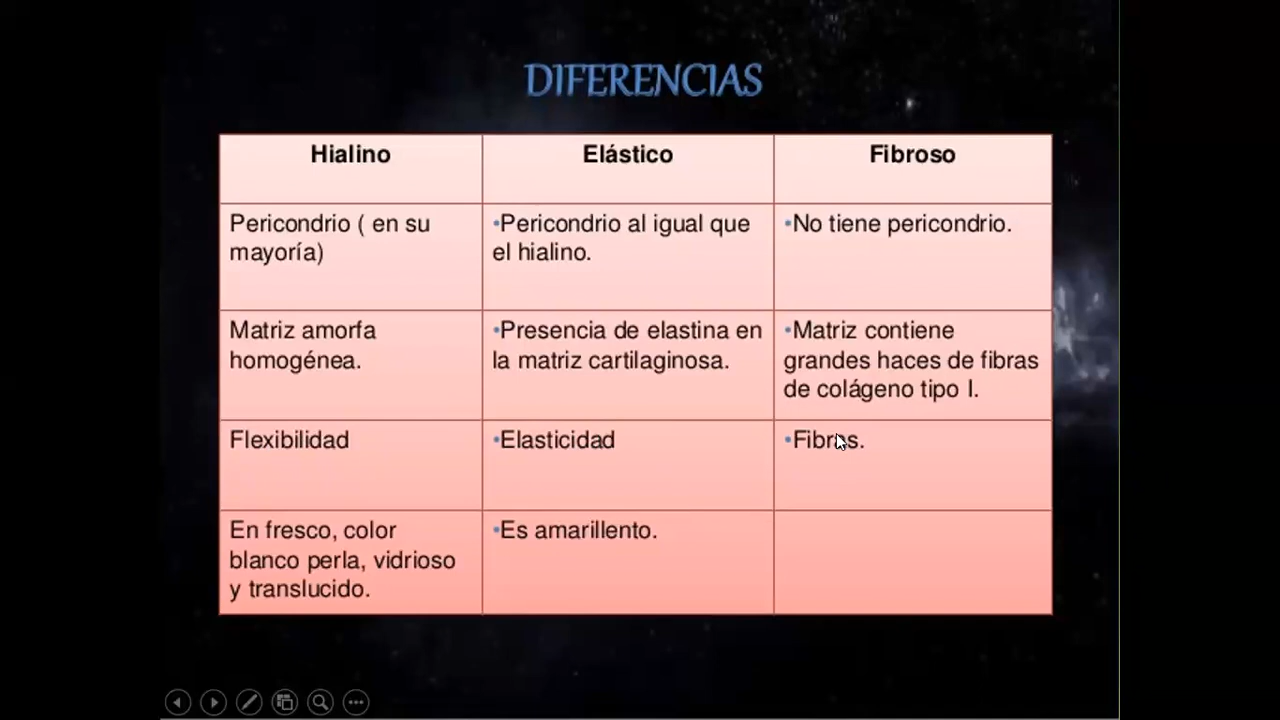 DIFERENCIAS
Hialino
Elástico
Fibroso
Pericondrio ( en su
mayoría)
•Pericondrio al igual que
el hialino.
•No tiene pericondrio.
Matriz amorfa
homogénea.
•Presencia de elastina en
la matriz cartilaginosa.
•Matriz contiene
grandes haces de fibras
de colágeno tipo I.
Flexibilidad
•Elasticidad
•Fibras.
En fresco, color
blanco perla, vidrioso
y translucido.
•Es amarillento.